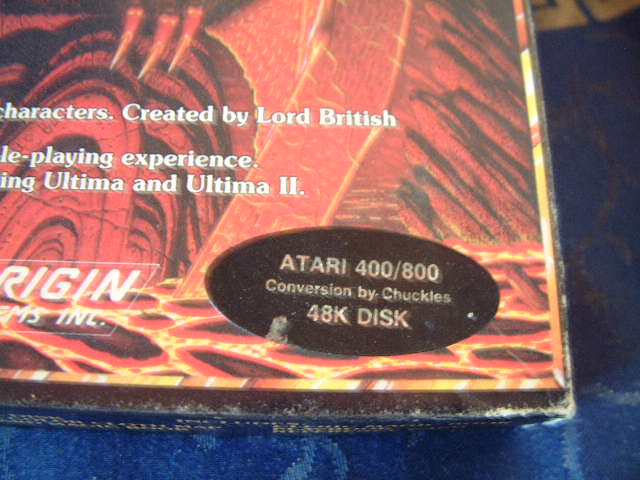 characters. Created by Lord British
le-playing experience.
ing Ultima and Ultima II.
RIGIN
EMS INC.
ATARI 400/800
Conversion by Chuckles
48K DISK